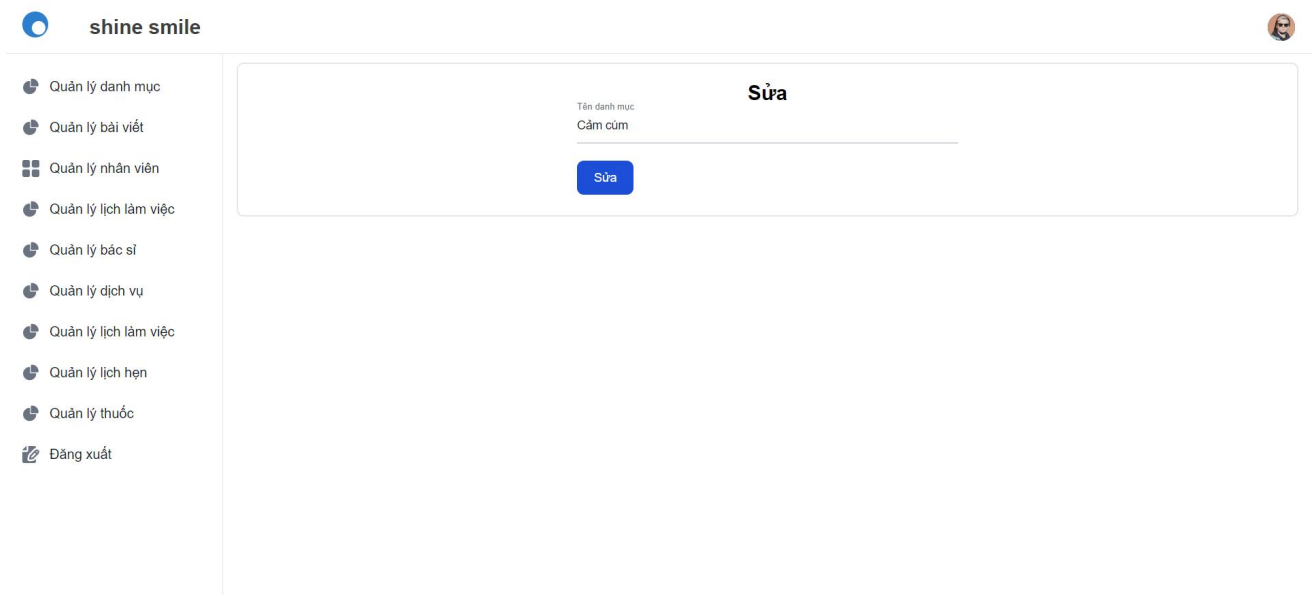 shine smile
Quản lý danh mục
Quản lý bài viết
Quản lý nhân viên
Quản lý lịch làm việc
Quản lý bác sĩ
Quản lý dịch vụ
Quản lý lịch làm việc
Quản lý lịch hẹn
Quản lý thuốc
Đăng xuất
Sửa
Tên danh mục
Cảm cúm
Sửa